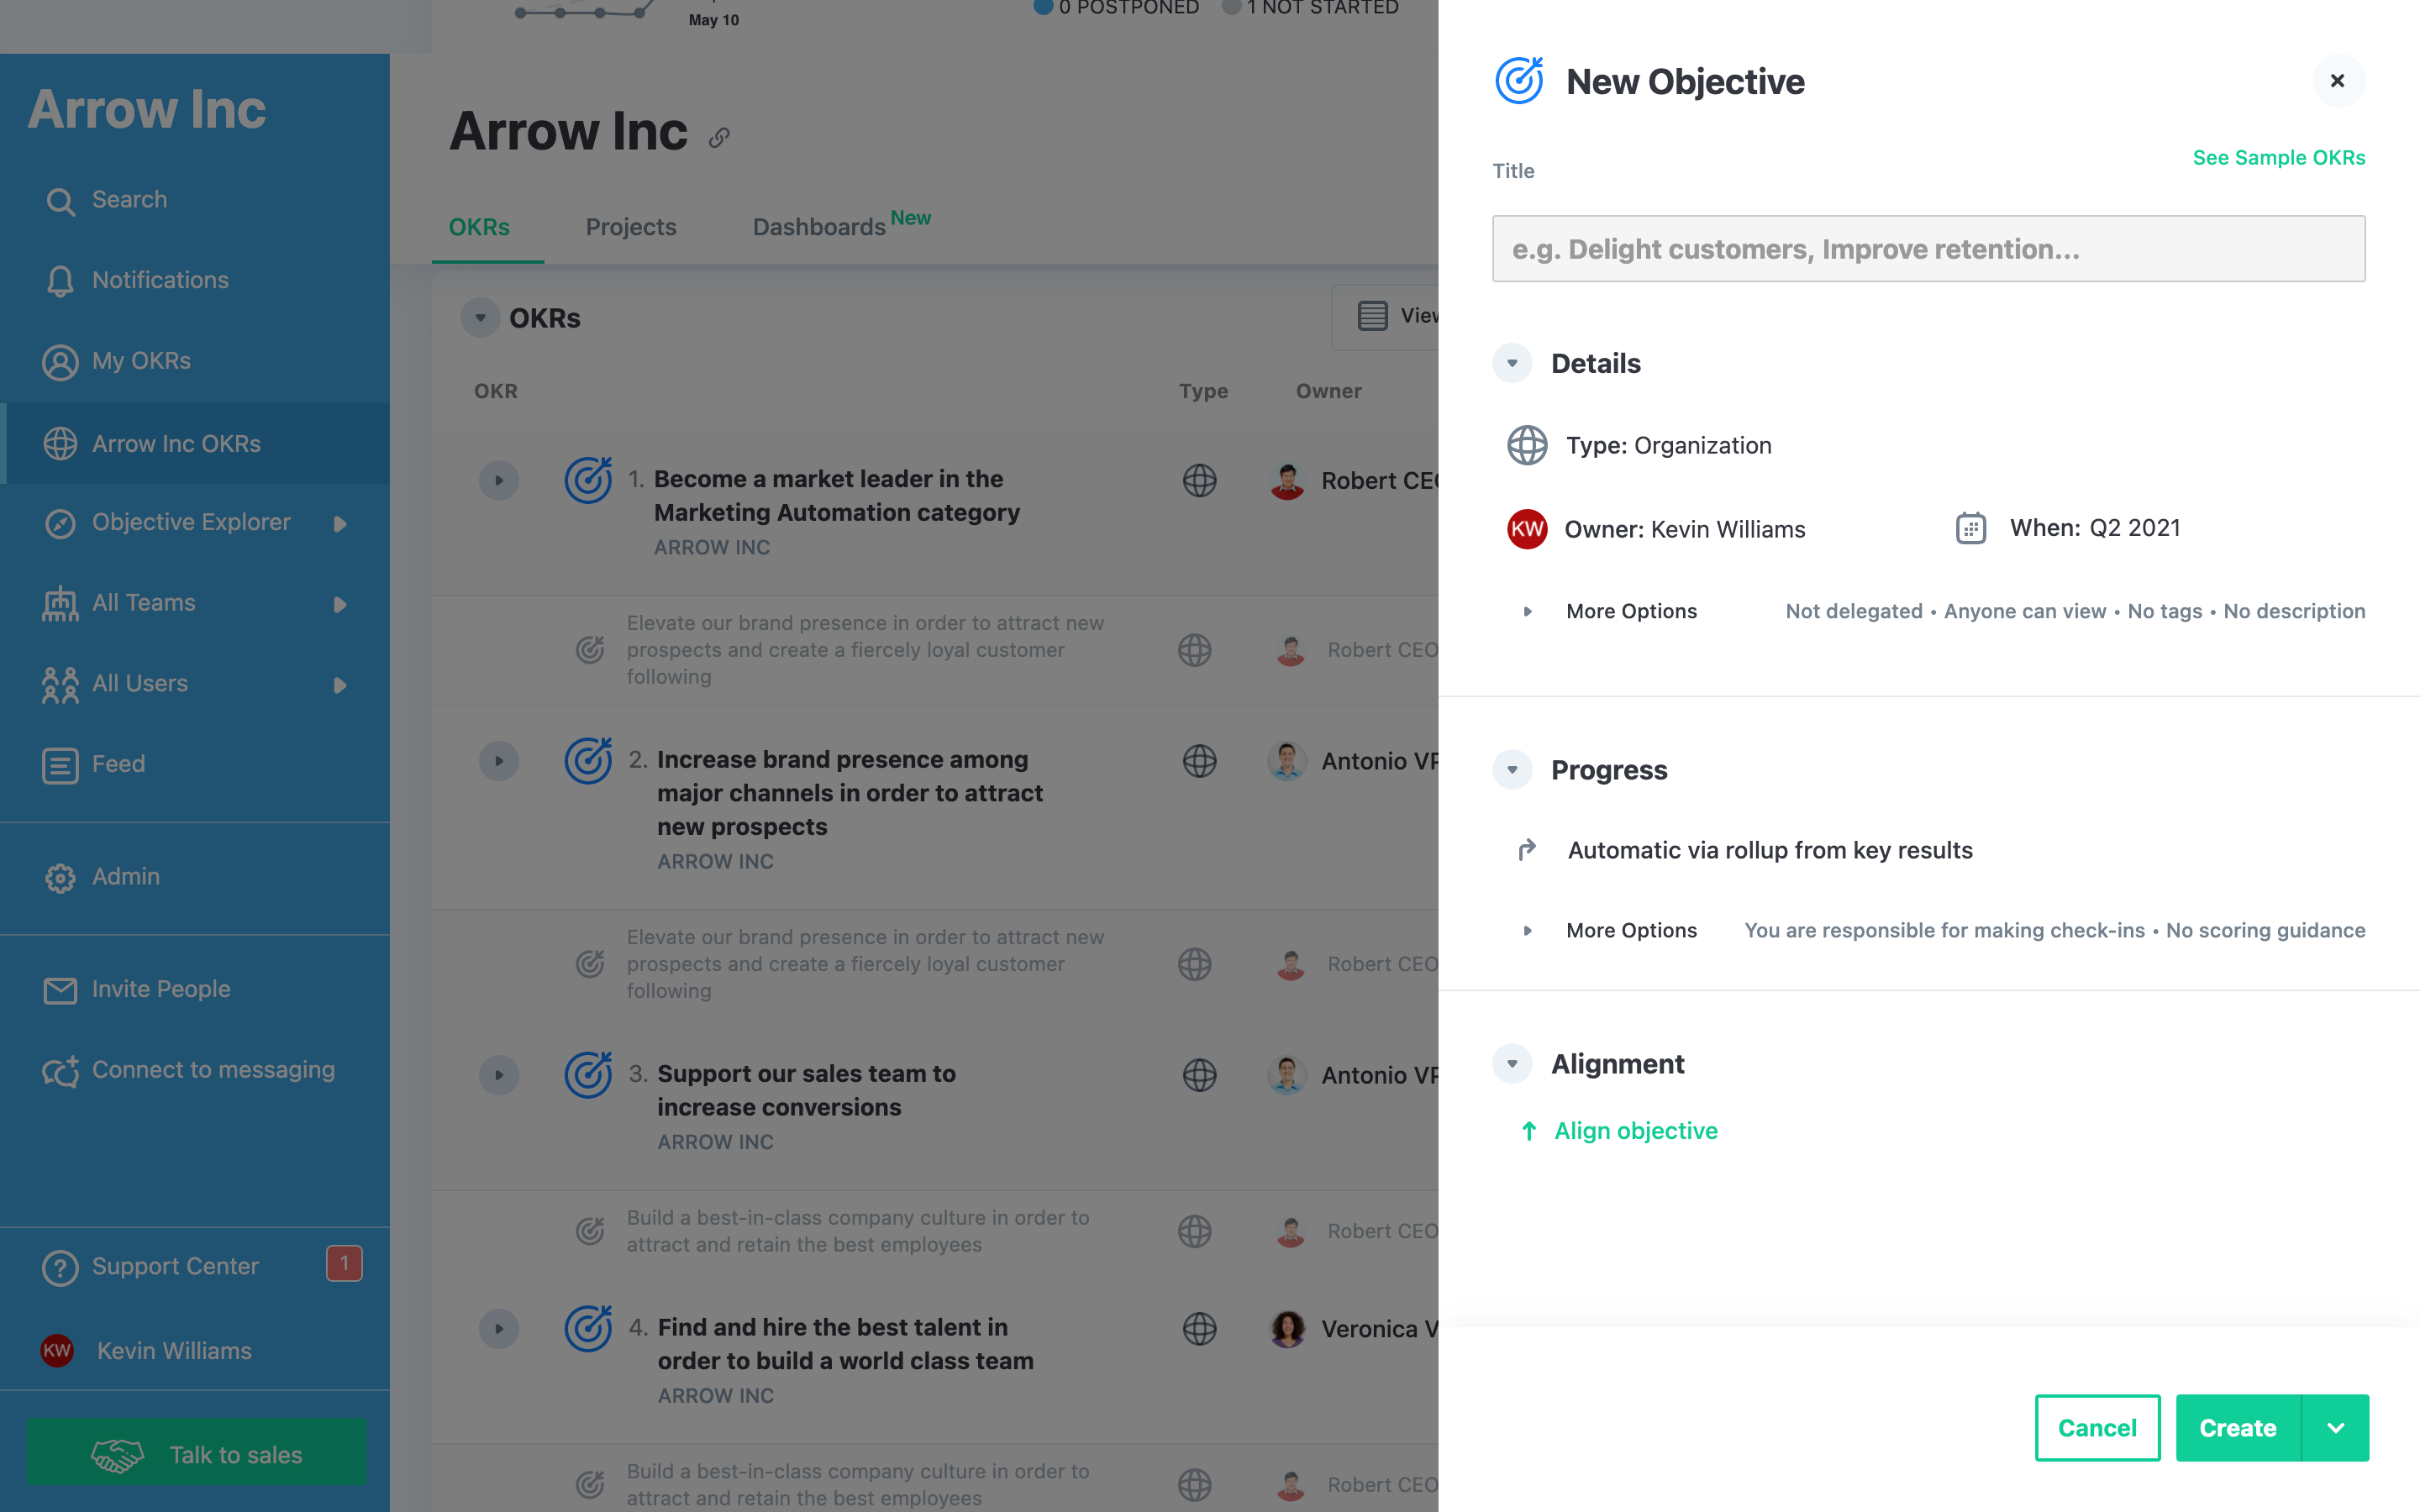 May 10
0 POSTPONED
1 NOT STARTED
Arrow Inc
Search
Notifications
My OKRs
Arrow Inc OKRs
Objective Explorer
All Teams
All Users
Feed
Admin
Invite People
Connect to messaging
Support Center
1
KW
Kevin Williams
Talk to sales
Arrow Inc
OKRs
Projects
Dashboards New
OKRs
View
OKR
Type
Owner
1. Become a market leader in the
Marketing Automation category
ARROW INC
Robert CEO
Elevate our brand presence in order to attract new
prospects and create a fiercely loyal customer
following
Robert CEO
2. Increase brand presence among
major channels in order to attract
new prospects
ARROW INC
Antonio VP
Elevate our brand presence in order to attract new
prospects and create a fiercely loyal customer
following
Robert CEO
3. Support our sales team to
increase conversions
ARROW INC
Antonio VP
Build a best-in-class company culture in order to
attract and retain the best employees
Robert CEO
4. Find and hire the best talent in
order to build a world class team
ARROW INC
Veronica V
Build a best-in-class company culture in order to
attract and retain the best employees
Robert CEO
New Objective
See Sample OKRs
Title
e.g. Delight customers, Improve retention...
Details
Type: Organization
KW
Owner: Kevin Williams
When: Q2 2021
More Options
Not delegated • Anyone can view • No tags • No description
Progress
Automatic via rollup from key results
More Options
You are responsible for making check-ins • No scoring guidance
Alignment
Align objective
Cancel
Create